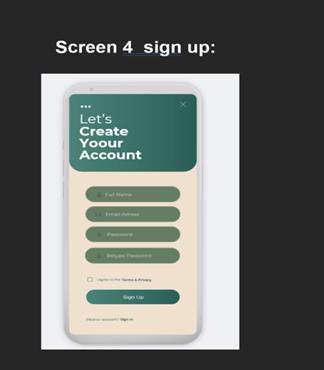 Screen 4 sign up:
Let's
Create
Yoour
Account
Full Name
Email Adress
Password
Retype Password
I agree to the Terms & Privacy
Sign Up
Have an account? Sign in